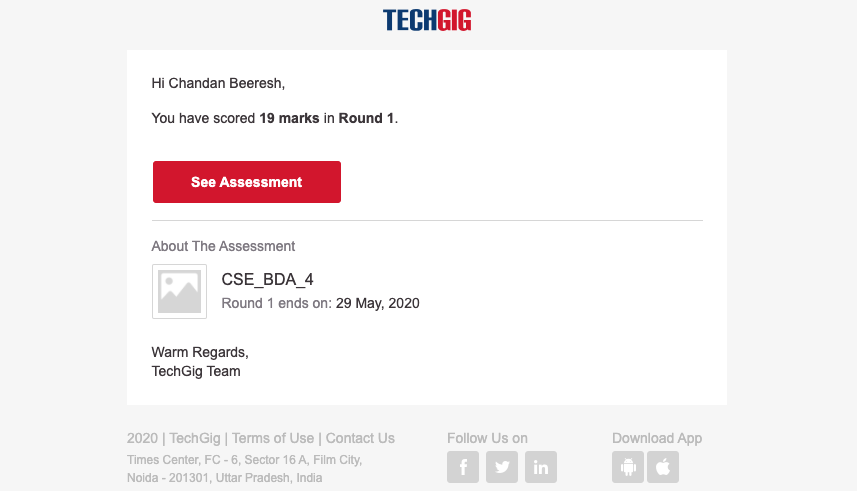 TECHGIG
Hi Chandan Beeresh,
You have scored 19 marks in Round 1.
See Assessment
About The Assessment
CSE_BDA_4
Round 1 ends on: 29 May, 2020
Warm Regards,
TechGig Team
2020 | TechGig | Terms of Use | Contact Us
Times Center, FC - 6, Sector 16 A, Film City,
Noida - 201301, Uttar Pradesh, India
Follow Us on
Download App